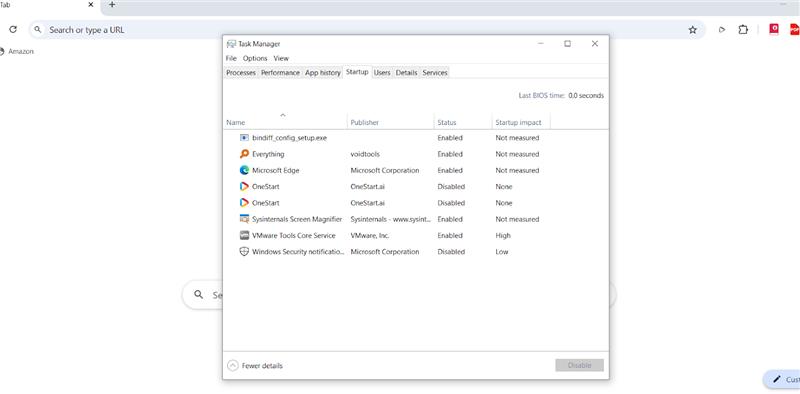 Tab
Search or type a URL
Amazon
PDF
Task Manager
File Options View
Processes Performance App history Startup Users Details Services
Last BIOS time: 0,0 seconds
Name Publisher Status Startup impact
bindiff_config_setup.exe Enabled Not measured
Everything voidtools Enabled Not measured
Microsoft Edge Microsoft Corporation Enabled Not measured
OneStart OneStart.ai Disabled None
OneStart OneStart.ai Disabled None
Sysinternals Screen Magnifier Sysinternals - www.sysint... Enabled Not measured
VMware Tools Core Service VMware, Inc. Enabled High
Windows Security notificatio... Microsoft Corporation Disabled Low
Se
Fewer details Disable
Cust